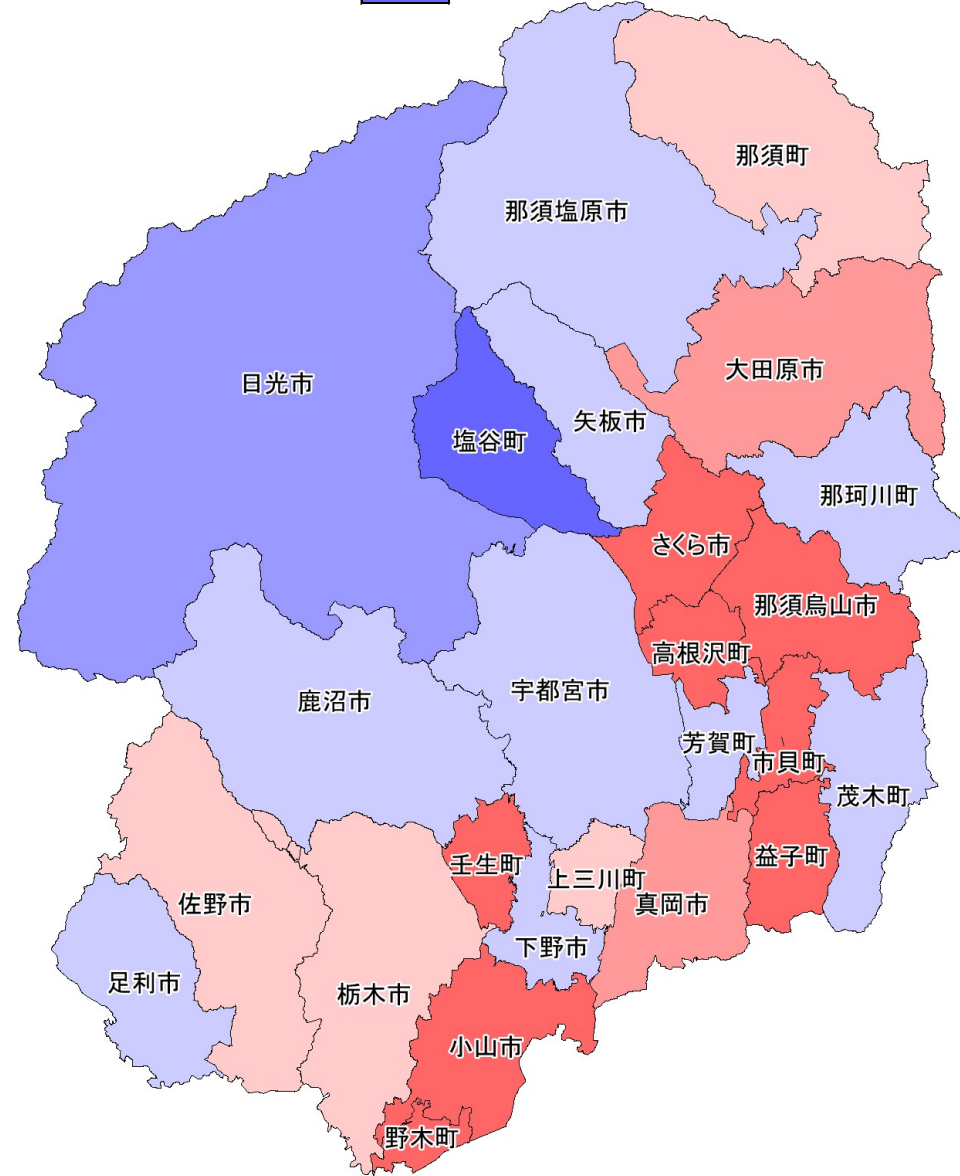 那須町
那須塩原市
大田原市
日光市
矢板市
塩谷町
那珂川町
さくら市
那須烏山市
高根沢町
宇都宮市
鹿沼市
芳賀町
市貝町
茂木町
益子町
壬生町
上三川町
真岡市
佐野市
下野市
足利市
栃木市
小山市
野木町